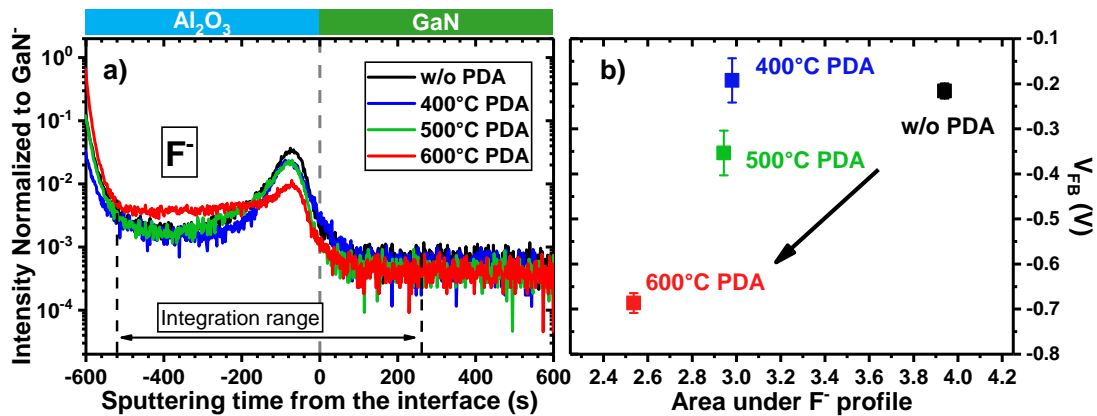 Al₂O₃ GaN
a)
w/o PDA
400°C PDA
500°C PDA
600°C PDA
F⁻
Integration range
Intensity Normalized to GaN⁻
10⁰
10⁻¹
10⁻²
10⁻³
10⁻⁴
-600 -400 -200 0 200 400 600
Sputtering time from the interface (s)
b)
400°C PDA
w/o PDA
500°C PDA
600°C PDA
-0.1
-0.2
-0.3
-0.4
-0.5
-0.6
-0.7
-0.8
V_FB (V)
2.4 2.6 2.8 3.0 3.2 3.4 3.6 3.8 4.0 4.2
Area under F⁻ profile